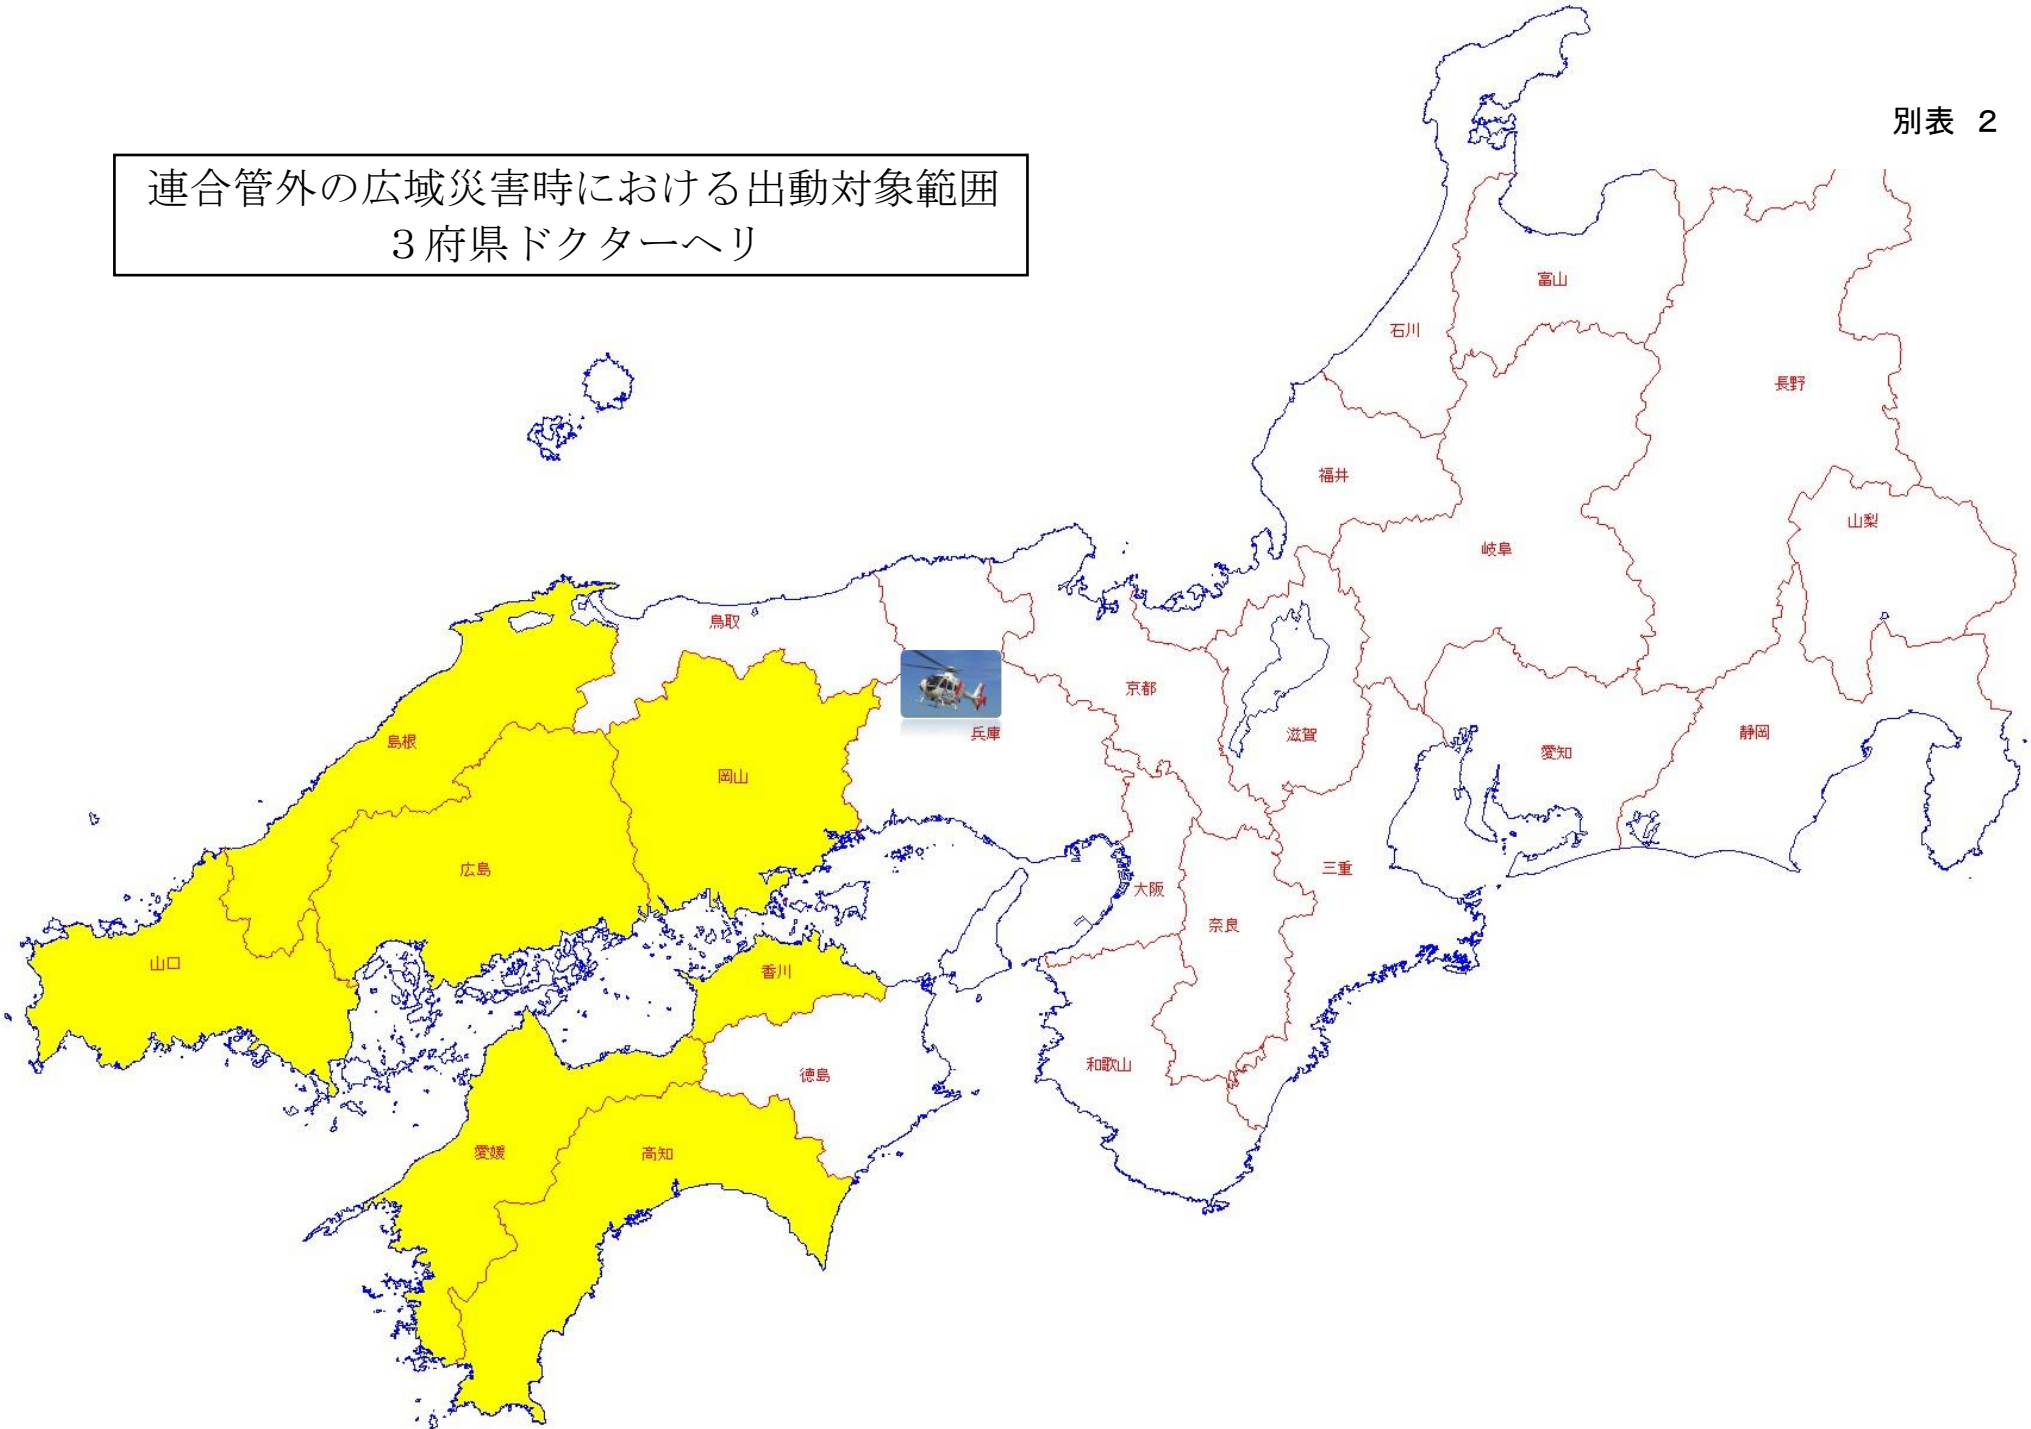 別表 2
連合管外の広域災害時における出動対象範囲
3府県ドクターヘリ
富山
石川
長野
福井
山梨
岐阜
鳥取
京都
兵庫
滋賀
静岡
愛知
島根
岡山
広島
三重
大阪
奈良
山口
香川
和歌山
徳島
愛媛
高知